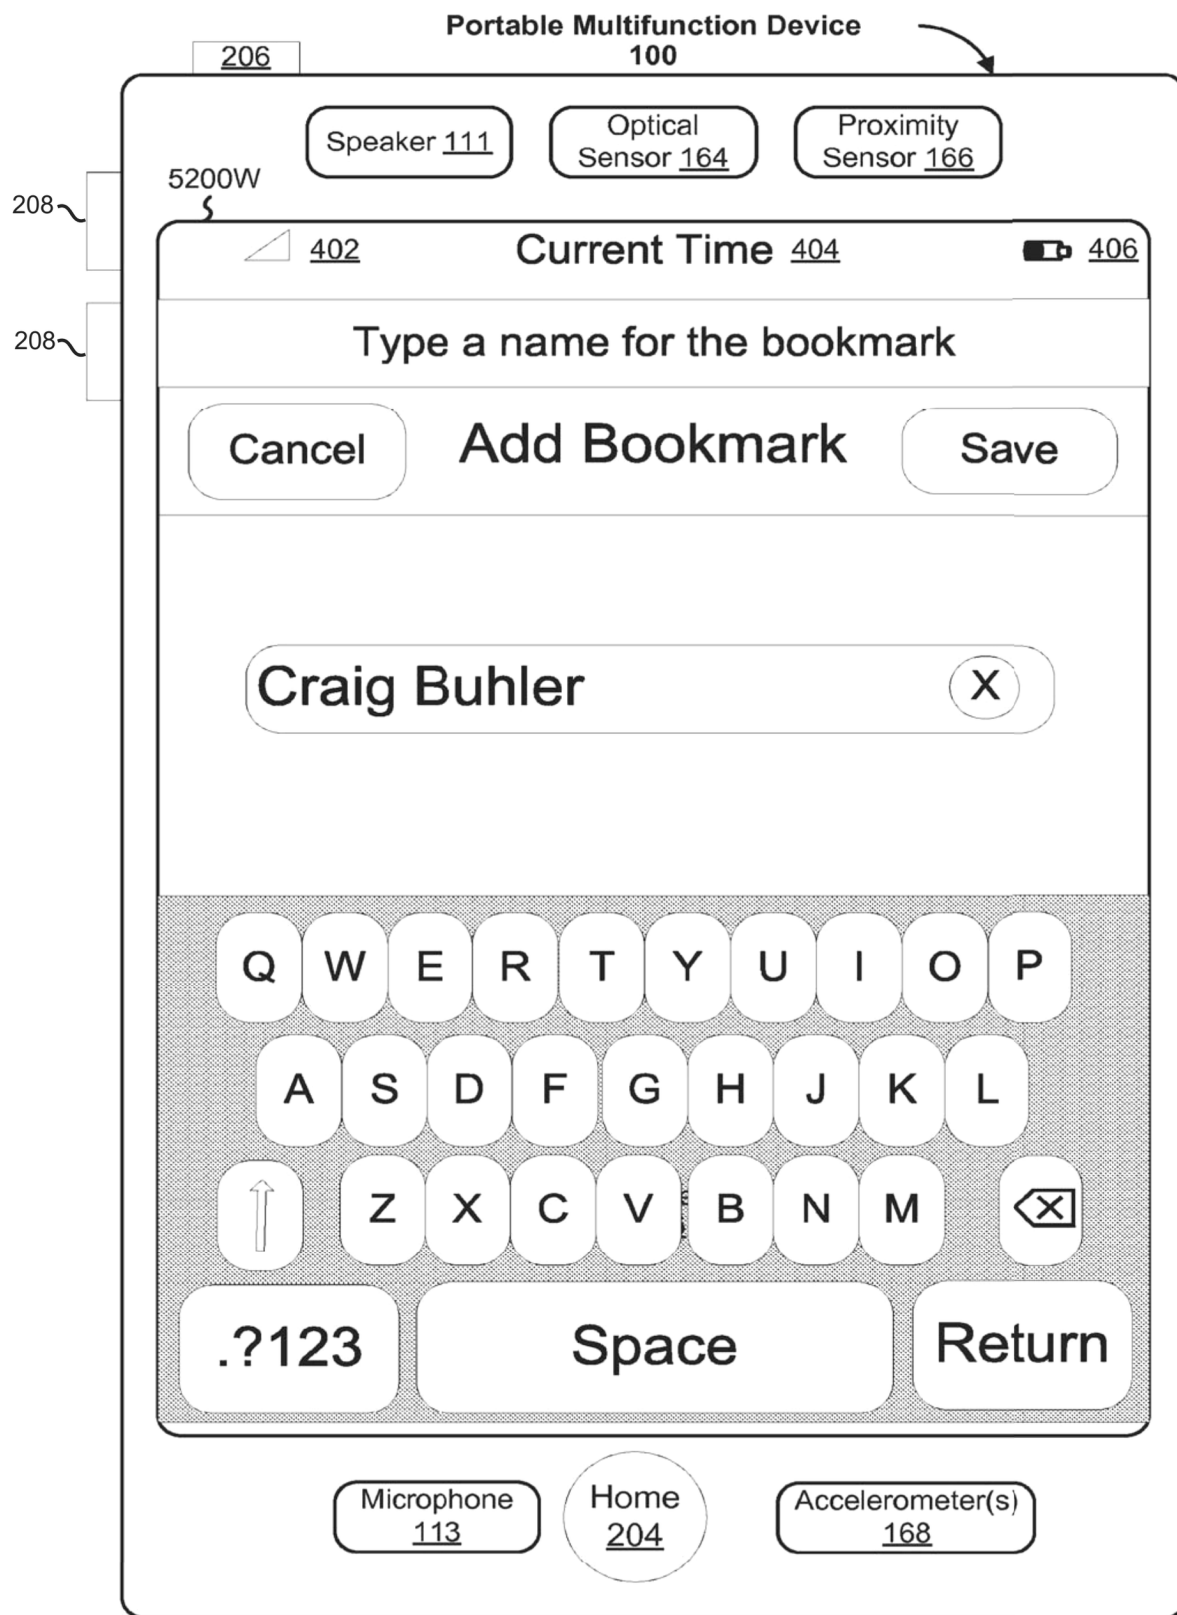 Portable Multifunction Device
100
206
Speaker 111
Optical
Sensor 164
Proximity
Sensor 166
5200W
208
402
Current Time 404
406
208
Type a name for the bookmark
Cancel
Add Bookmark
Save
Craig Buhler
X
Q W E R T Y U I O P
A S D F G H J K L
Z X C V B N M
.?123
Space
Return
Microphone
113
Home
204
Accelerometer(s)
168